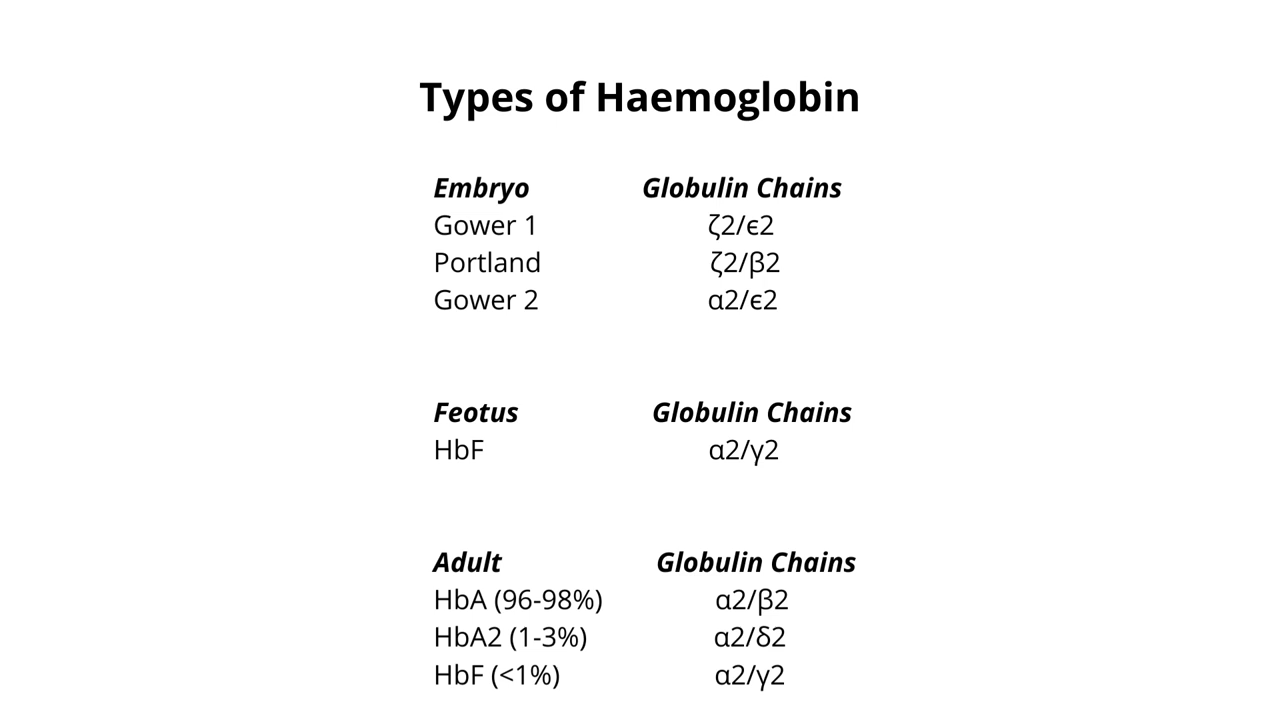 Types of Haemoglobin
Embryo Globulin Chains
Gower 1 ζ2/ϵ2
Portland ζ2/β2
Gower 2 α2/ϵ2
Feotus Globulin Chains
HbF α2/γ2
Adult Globulin Chains
HbA (96-98%) α2/β2
HbA2 (1-3%) α2/δ2
HbF (<1%) α2/γ2